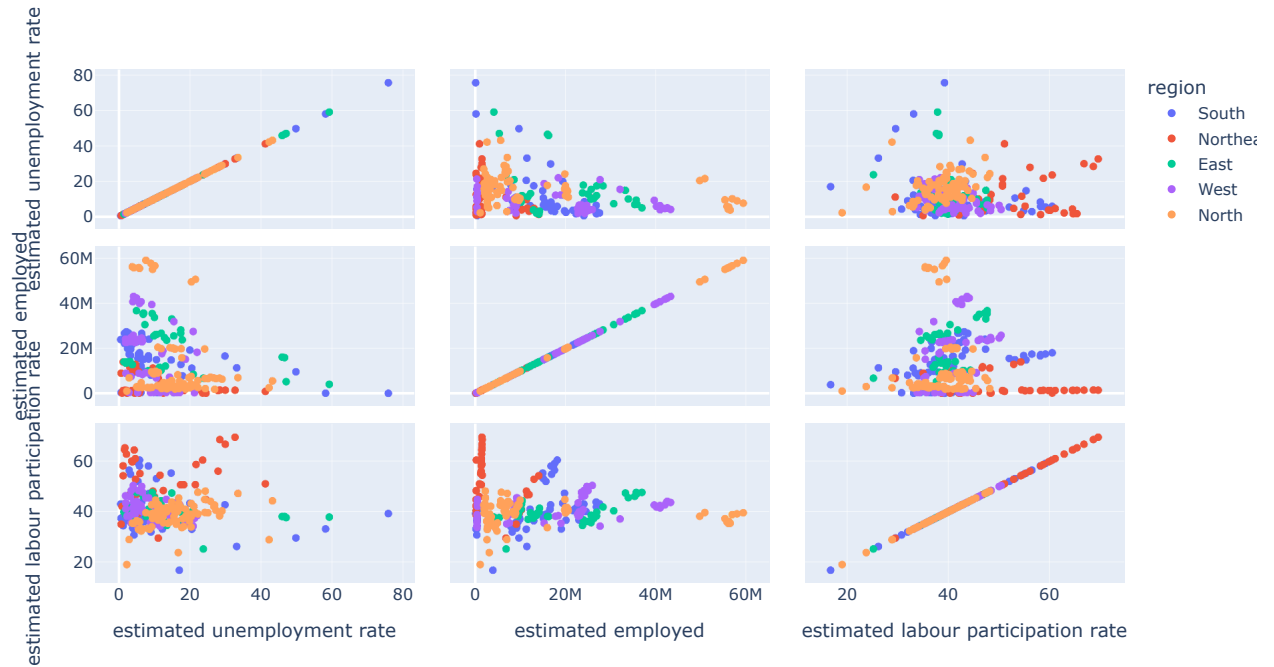 estimated unemployment rate
80
60
40
20
0
region
South
Northea
East
West
North
estimated employed
60M
40M
20M
0
estimated labour participation rate
60
40
20
0
20
40
60
80
0
20M
40M
60M
20
40
60
estimated unemployment rate
estimated employed
estimated labour participation rate